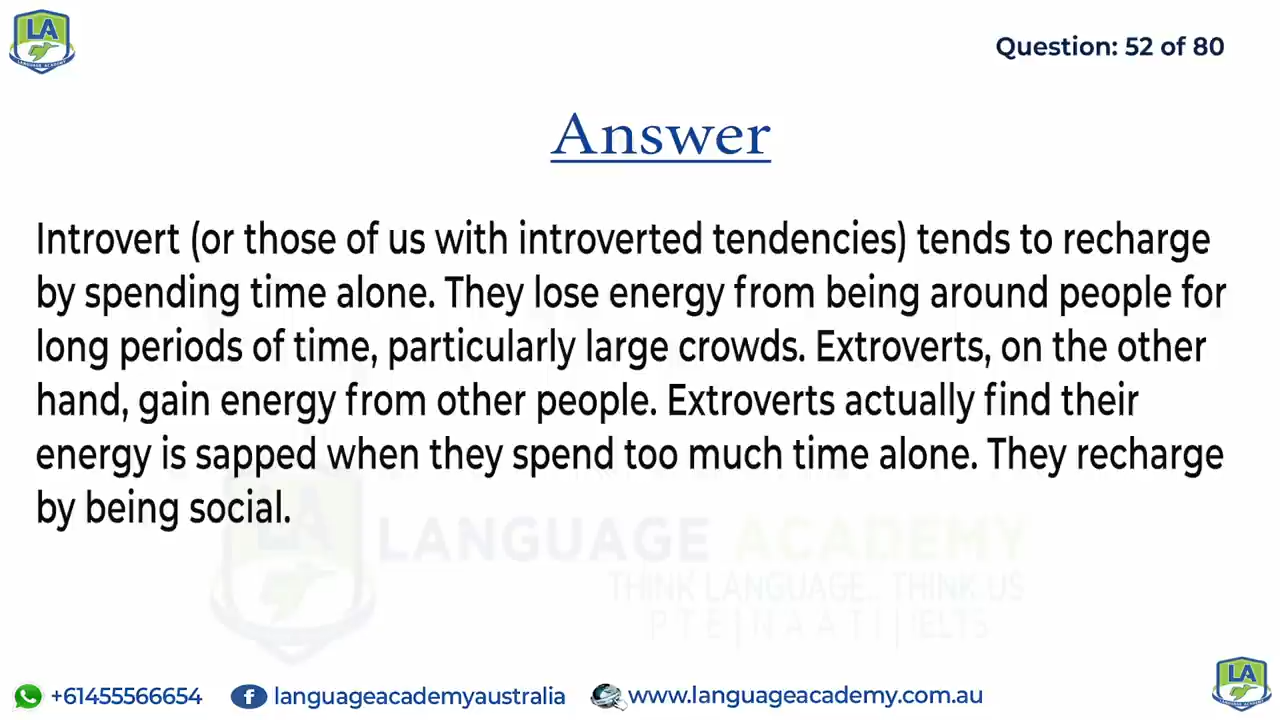 LA
LANGUAGE ACADEMY
Question: 52 of 80
Answer
Introvert (or those of us with introverted tendencies) tends to recharge
by spending time alone. They lose energy from being around people for
long periods of time, particularly large crowds. Extroverts, on the other
hand, gain energy from other people. Extroverts actually find their
energy is sapped when they spend too much time alone. They recharge
by being social.
LA
LANGUAGE ACADEMY
THINK LANGUAGE, THINK US
PTE|NAATI|IELTS
+61455566654
languageacademyaustralia
www.languageacademy.com.au
LA